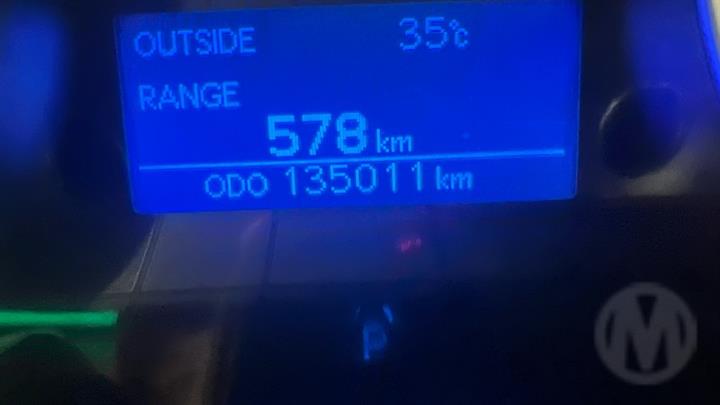 OUTSIDE 35℃
RANGE
578 km
ODO 135011 km
P
M